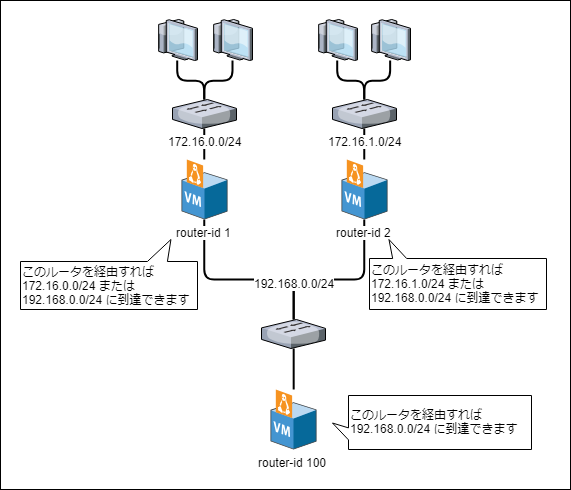 172.16.0.0/24
172.16.1.0/24
VM
VM
router-id 1
router-id 2
このルータを経由すれば
172.16.0.0/24 または
192.168.0.0/24 に到達できます
192.168.0.0/24
このルータを経由すれば
172.16.1.0/24 または
192.168.0.0/24 に到達できます
VM
router-id 100
このルータを経由すれば
192.168.0.0/24 に到達できます